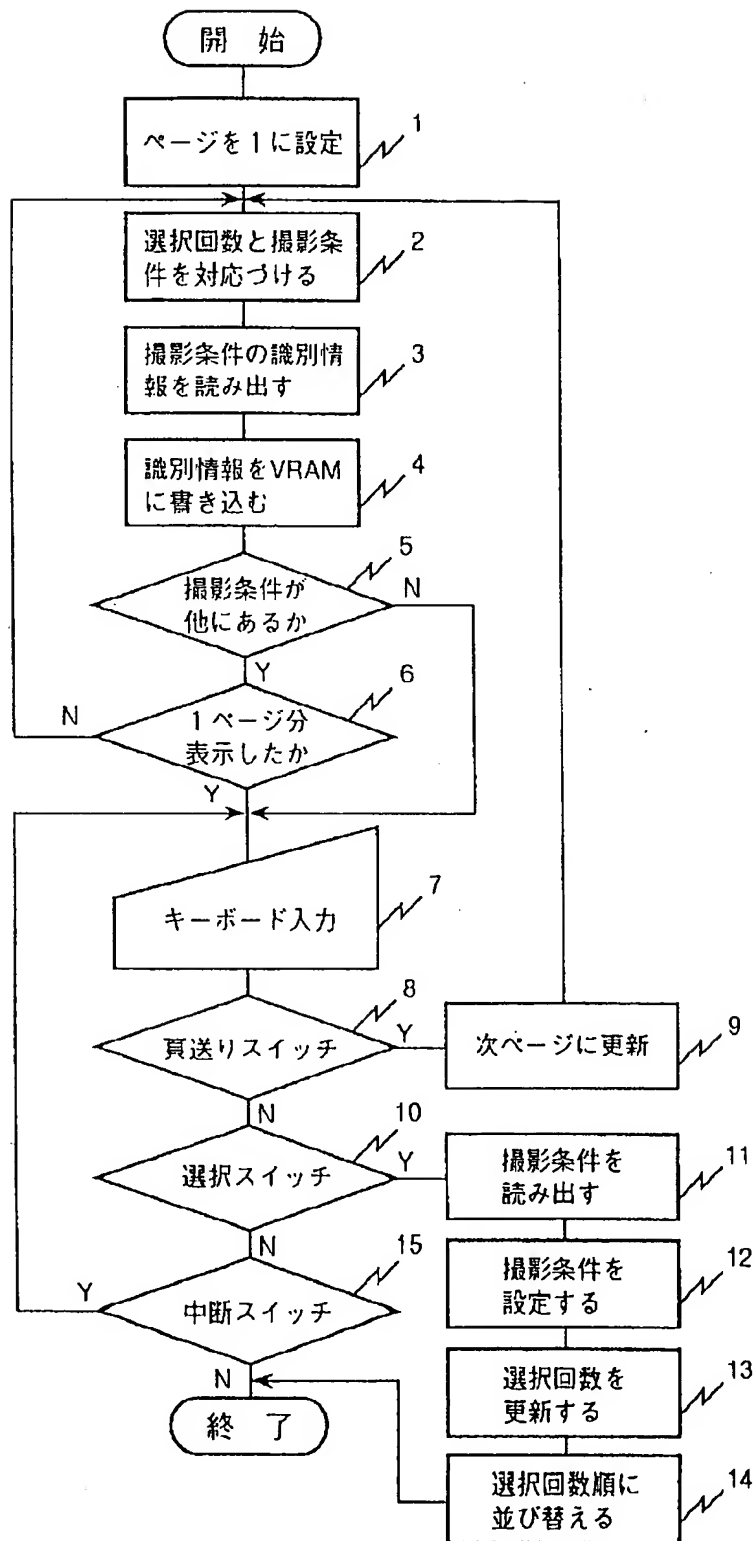 開 始
ページを1に設定
1
選択回数と撮影条
件を対応づける
2
撮影条件の識別情
報を読み出す
3
識別情報をVRAM
に書き込む
4
撮影条件が
他にあるか
5
N
Y
1ページ分
表示したか
6
N
Y
キーボード入力
7
頁送りスイッチ
8
Y
次ページに更新
9
N
選択スイッチ
10
Y
撮影条件を
読み出す
11
N
撮影条件を
設定する
12
中断スイッチ
15
Y
選択回数を
更新する
13
N
終 了
選択回数順に
並び替える
14